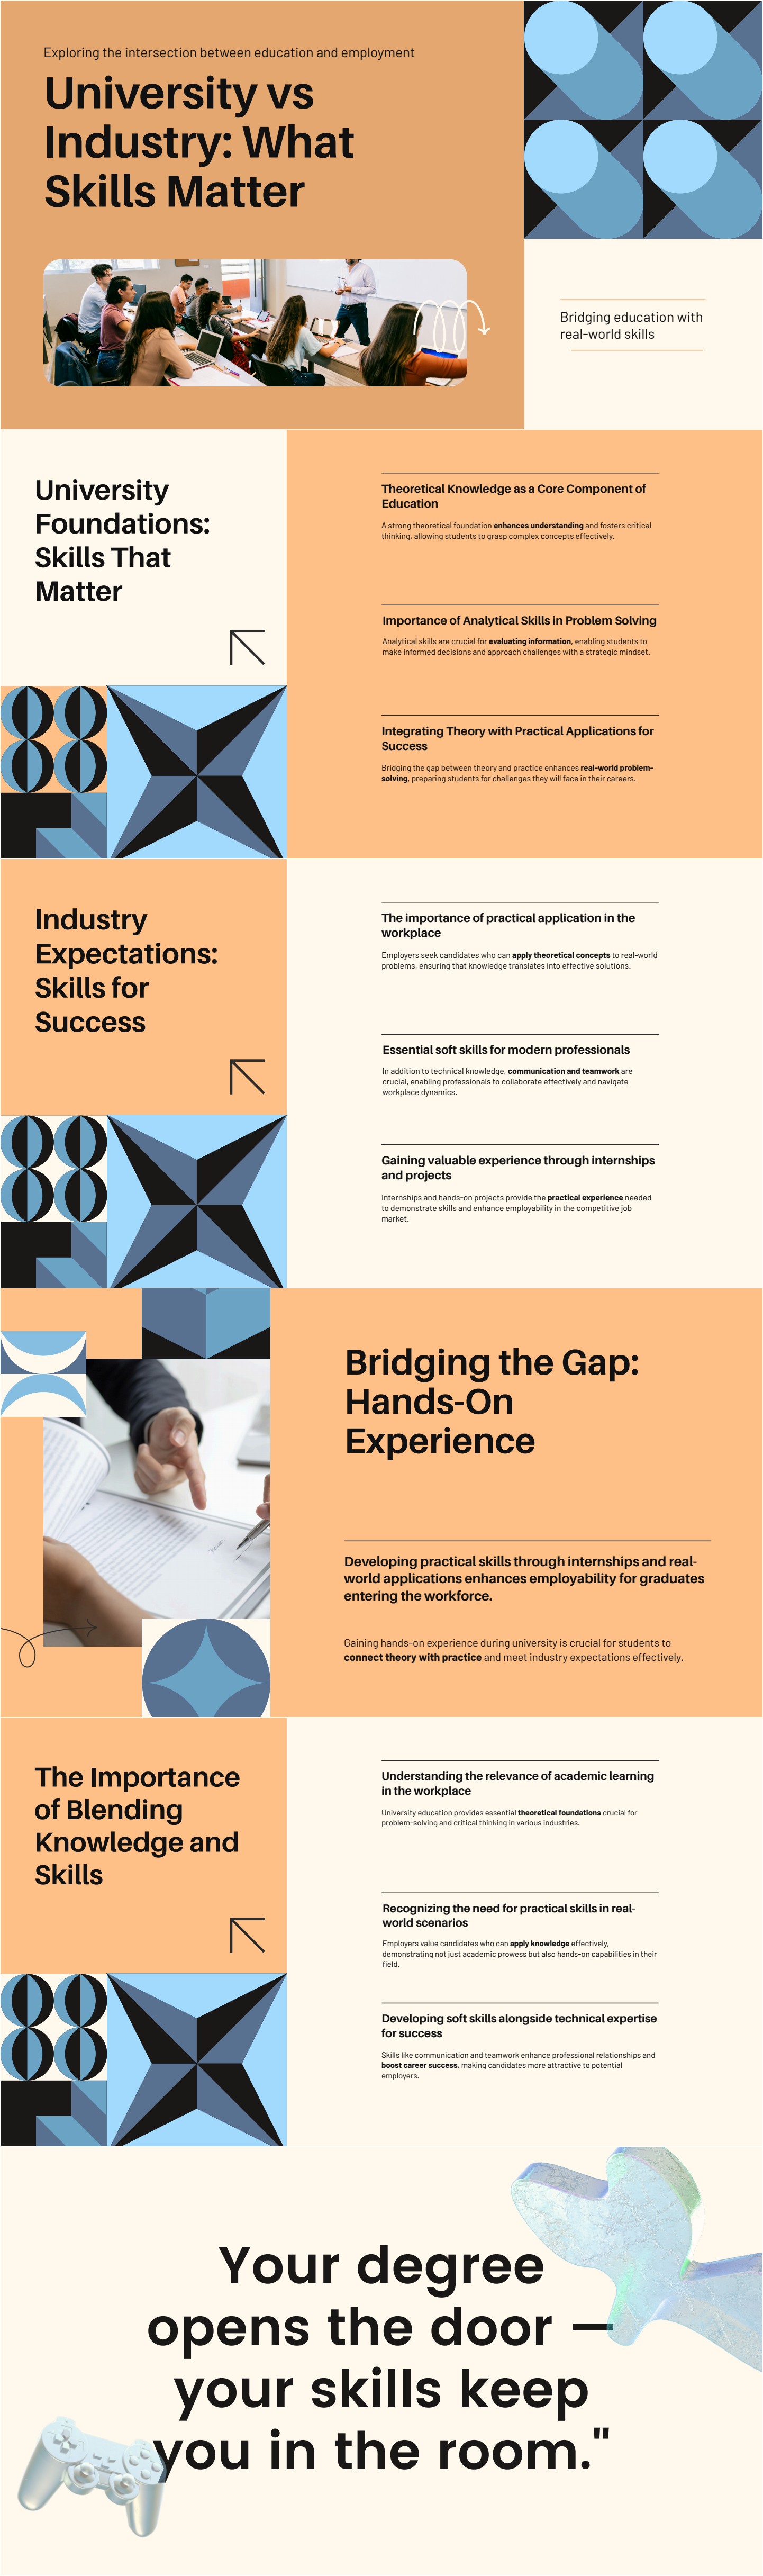 Exploring the intersection between education and employment
University vs
Industry: What
Skills Matter
Bridging education with
real-world skills
University
Foundations:
Skills That
Matter
Theoretical Knowledge as a Core Component of
Education
A strong theoretical foundation enhances understanding and fosters critical
thinking, allowing students to grasp complex concepts effectively.
Importance of Analytical Skills in Problem Solving
Analytical skills are crucial for evaluating information, enabling students to
make informed decisions and approach challenges with a strategic mindset.
Integrating Theory with Practical Applications for
Success
Bridging the gap between theory and practice enhances real-world problem-
solving, preparing students for challenges they will face in their careers.
Industry
Expectations:
Skills for
Success
The importance of practical application in the
workplace
Employers seek candidates who can apply theoretical concepts to real-world
problems, ensuring that knowledge translates into effective solutions.
Essential soft skills for modern professionals
In addition to technical knowledge, communication and teamwork are
crucial, enabling professionals to collaborate effectively and navigate
workplace dynamics.
Gaining valuable experience through internships
and projects
Internships and hands-on projects provide the practical experience needed
to demonstrate skills and enhance employability in the competitive job
market.
Bridging the Gap:
Hands-On
Experience
Developing practical skills through internships and real-
world applications enhances employability for graduates
entering the workforce.
Gaining hands-on experience during university is crucial for students to
connect theory with practice and meet industry expectations effectively.
The Importance
of Blending
Knowledge and
Skills
Understanding the relevance of academic learning
in the workplace
University education provides essential theoretical foundations crucial for
problem-solving and critical thinking in various industries.
Recognizing the need for practical skills in real-
world scenarios
Employers value candidates who can apply knowledge effectively,
demonstrating not just academic prowess but also hands-on capabilities in their
field.
Developing soft skills alongside technical expertise
for success
Skills like communication and teamwork enhance professional relationships and
boost career success, making candidates more attractive to potential
employers.
Your degree
opens the door —
your skills keep
you in the room."